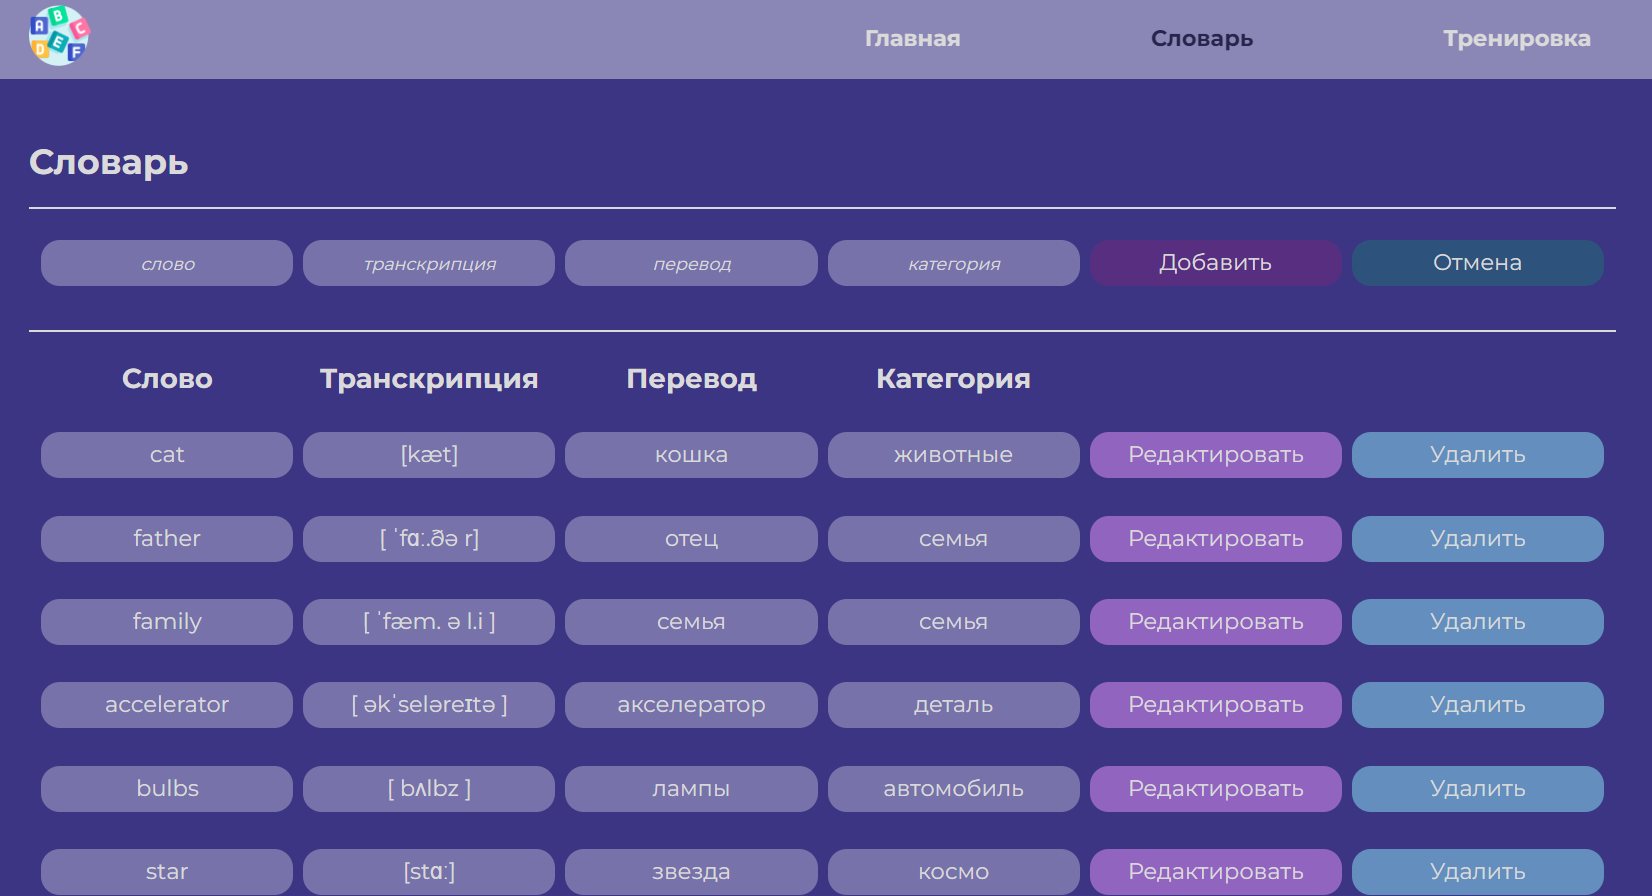 A B C D E F
Главная Словарь Тренировка
Словарь
слово транскрипция перевод категория Добавить Отмена
Слово Транскрипция Перевод Категория
cat [kæt] кошка животные Редактировать Удалить
father [ ˈfɑː.ðə r] отец семья Редактировать Удалить
family [ ˈfæm. ə l.i ] семья семья Редактировать Удалить
accelerator [ əkˈseləreɪtə ] акселератор деталь Редактировать Удалить
bulbs [ bʌlbz ] лампы автомобиль Редактировать Удалить
star [stɑː] звезда космо Редактировать Удалить